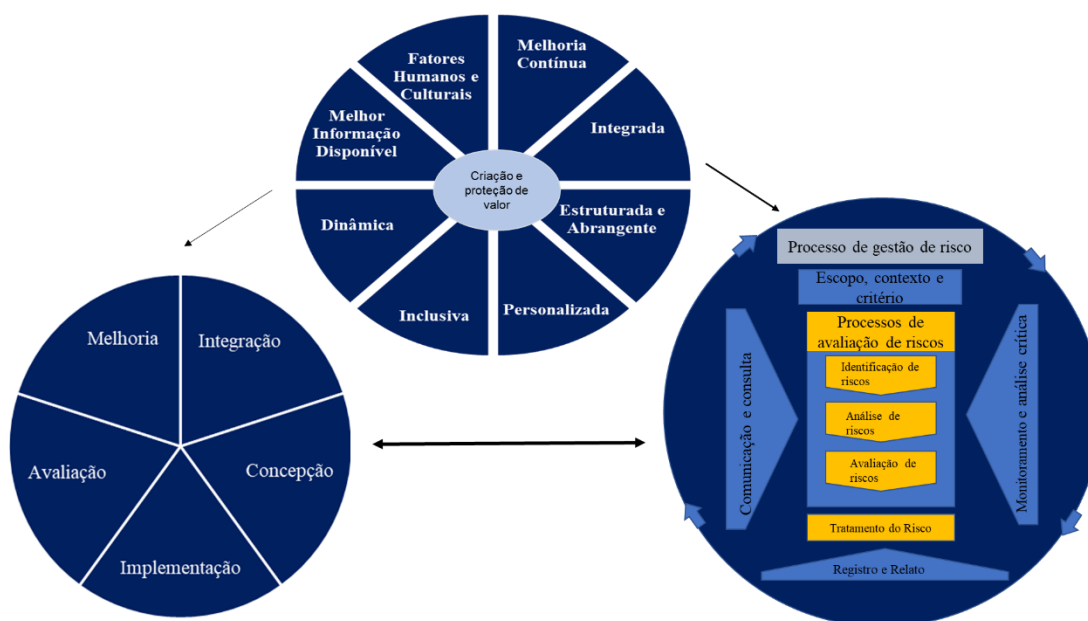 Fatores
Humanos e
Culturais
Melhoria
Contínua
Melhor
Informação
Disponível
Integrada
Criação e
proteção de
valor
Dinâmica
Estruturada e
Abrangente
Inclusiva
Personalizada
Melhoria
Integração
Avaliação
Concepção
Implementação
Processo de gestão de risco
Escopo, contexto e
critério
Processos de
avaliação de riscos
Identificação de
riscos
Análise de
riscos
Avaliação de
riscos
Comunicação e consulta
Monitoramento e análise crítica
Tratamento do Risco
Registro e Relato